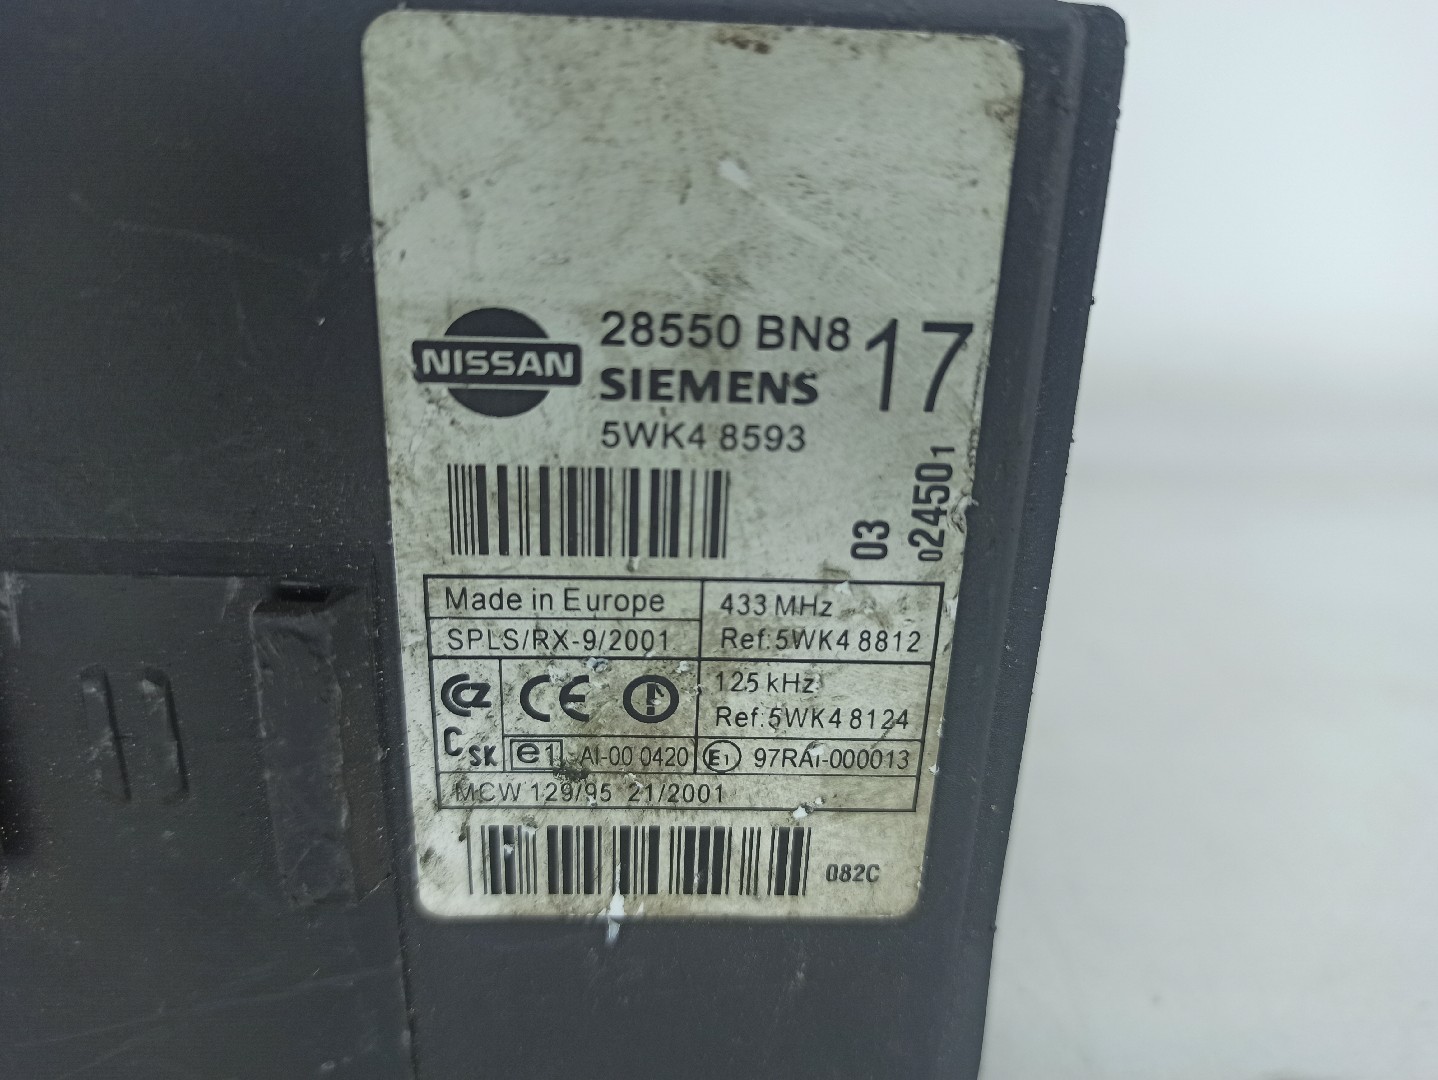 NISSAN
28550 BN8
17
SIEMENS
5WK4 8593
03
024501
Made in Europe
433 MHz
SPLS/RX-9/2001
Ref:5WK4 8812
CE
125 kHz
Ref:5WK4 8124
C SK
e1 AI-00 0420
E1 97RAI-000013
MCW 129/95 21/2001
082C